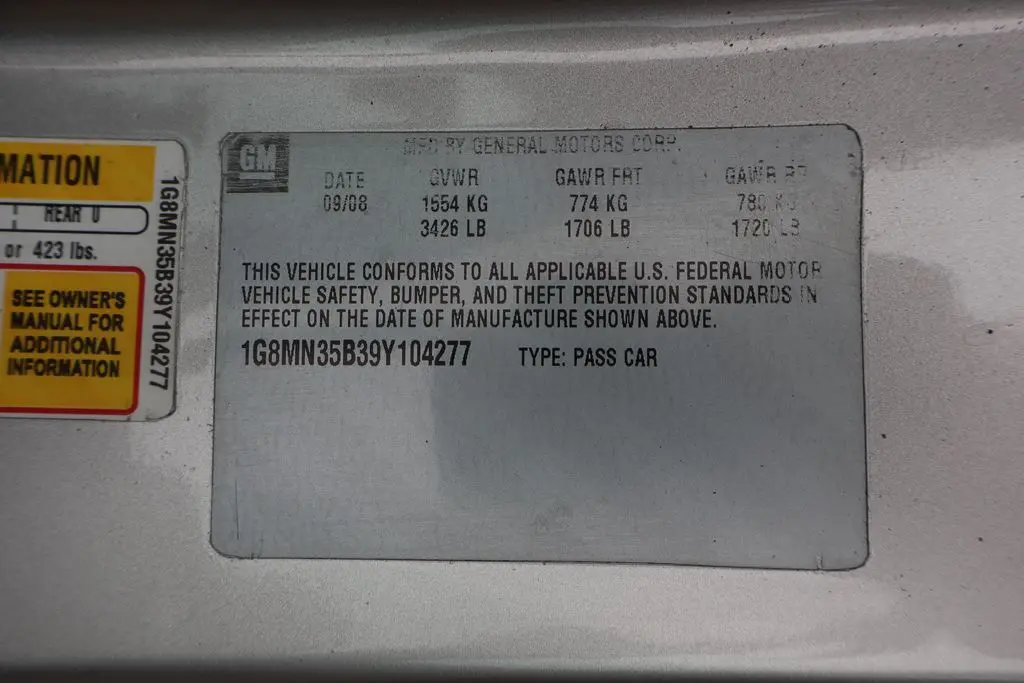 MATION
REAR 0
or 423 lbs.
SEE OWNER'S
MANUAL FOR
ADDITIONAL
INFORMATION
1G8MN35B39Y104277
GM
MFD BY GENERAL MOTORS CORP.
DATE GVWR GAWR FRT GAWR RR
09/08 1554 KG 774 KG 780 KG
3426 LB 1706 LB 1720 LB
THIS VEHICLE CONFORMS TO ALL APPLICABLE U.S. FEDERAL MOTOR
VEHICLE SAFETY, BUMPER, AND THEFT PREVENTION STANDARDS IN
EFFECT ON THE DATE OF MANUFACTURE SHOWN ABOVE.
1G8MN35B39Y104277 TYPE: PASS CAR